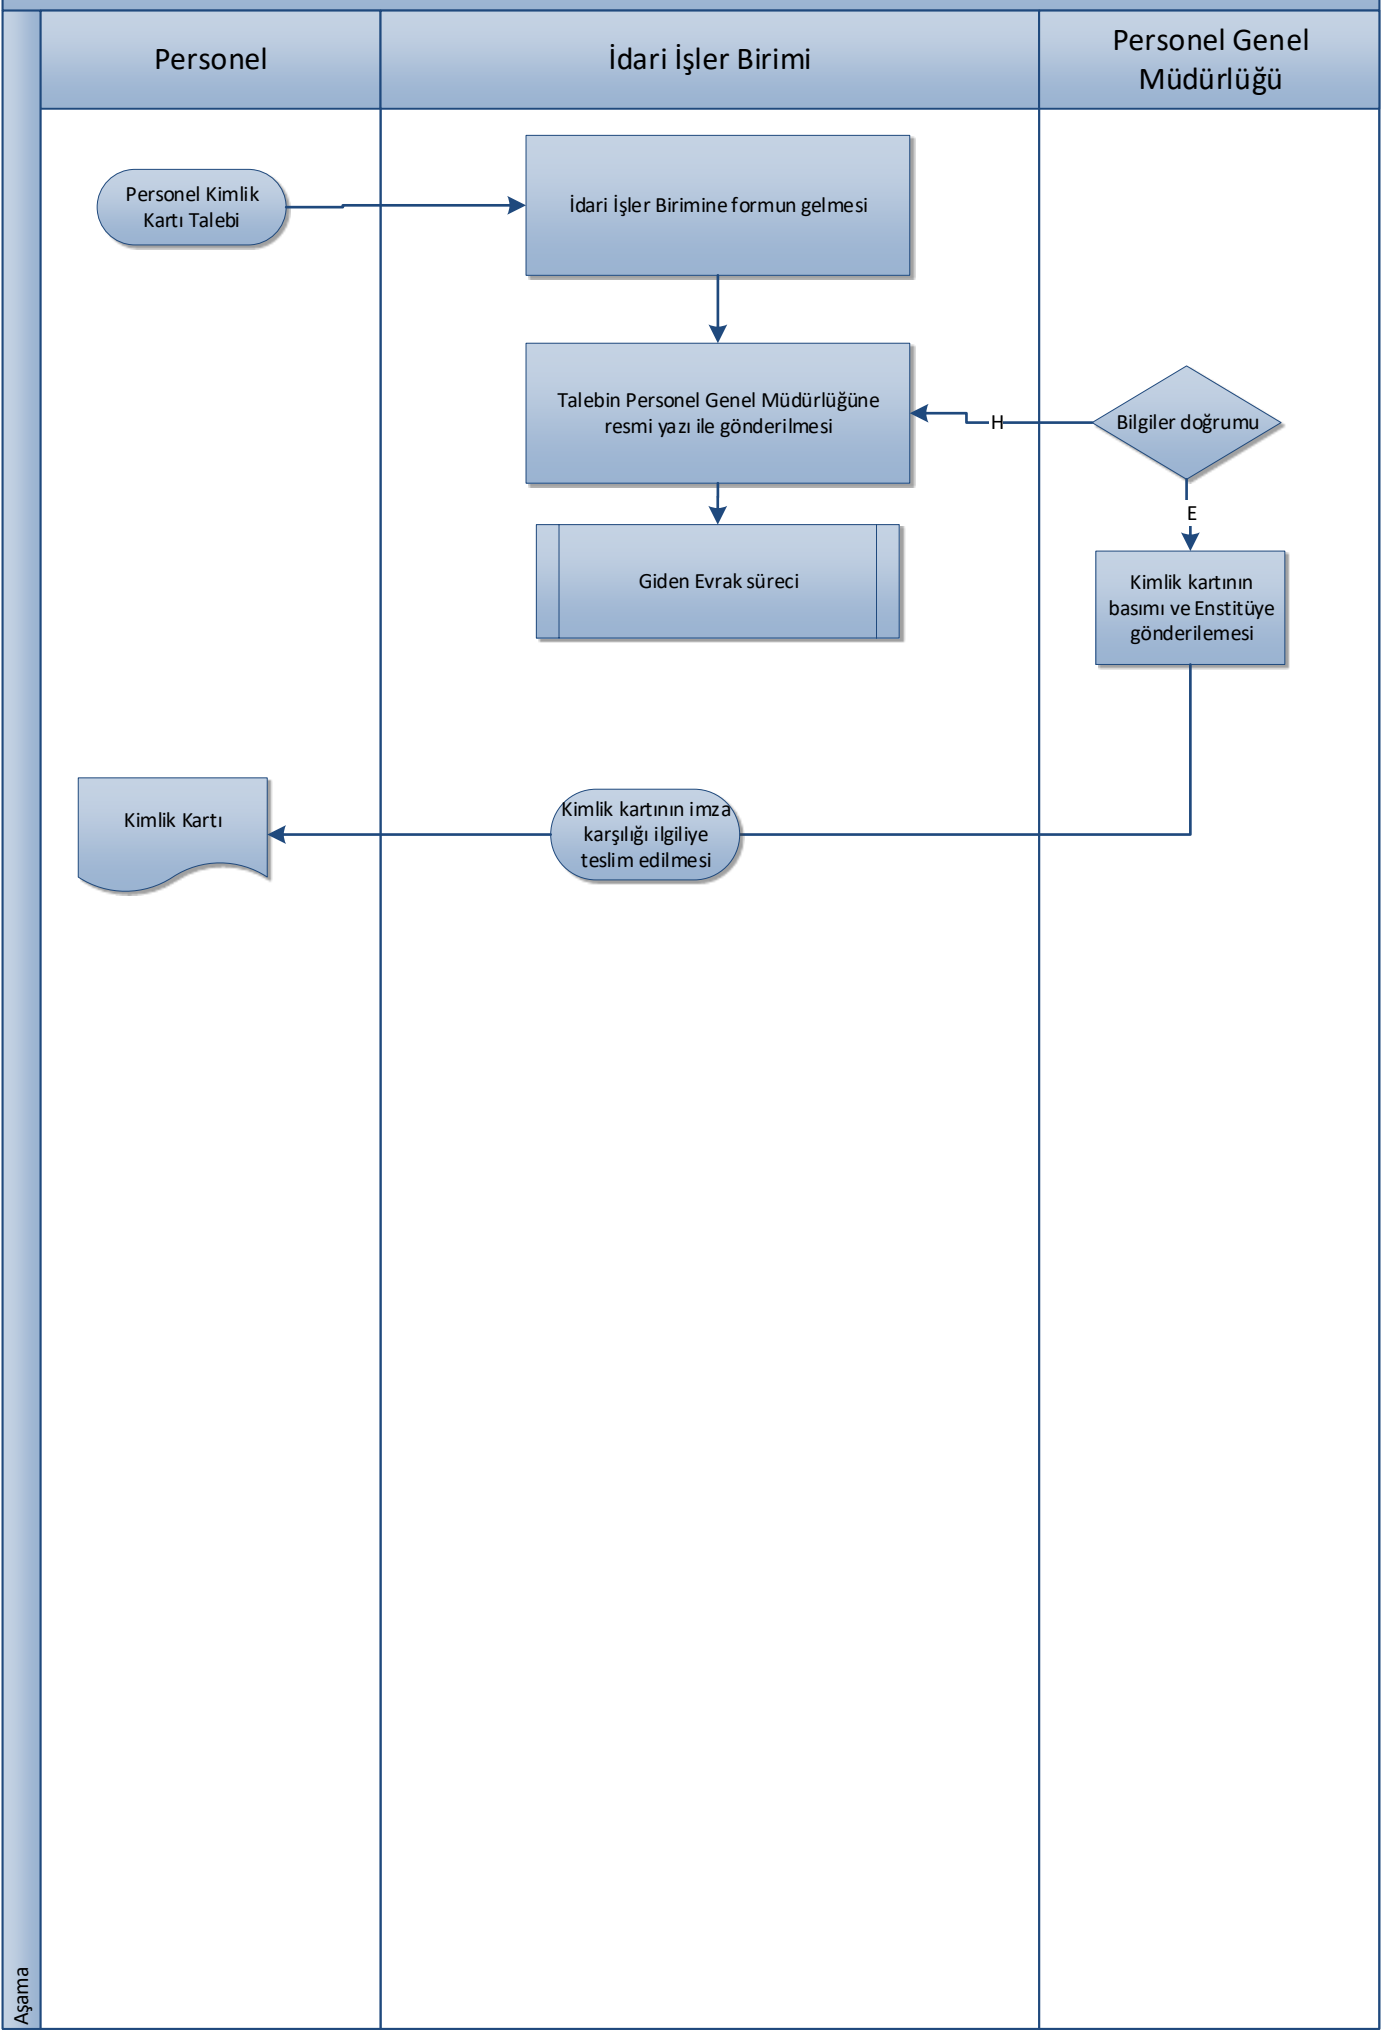 Personel
İdari İşler Birimi
Personel Genel
Müdürlüğü
Personel Kimlik
Kartı Talebi
İdari İşler Birimine formun gelmesi
Talebin Personel Genel Müdürlüğüne
resmi yazı ile gönderilmesi
H
Bilgiler doğrumu
E
Giden Evrak süreci
Kimlik kartının
basımı ve Enstitüye
gönderilemesi
Kimlik Kartı
Kimlik kartının imza
karşılığı ilgiliye
teslim edilmesi
Aşama